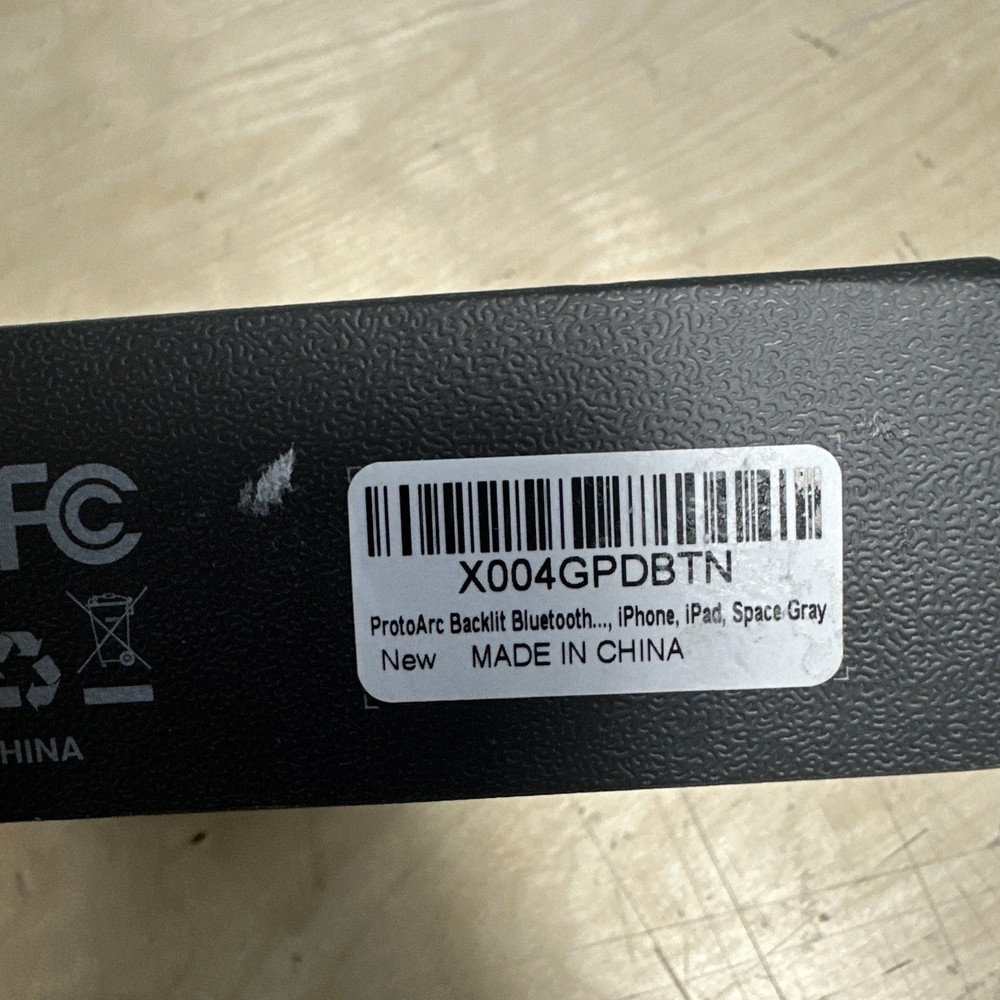 FC
HINA
X004GPDBTN
ProtoArc Backlit Bluetooth..., iPhone, iPad, Space Gray
New MADE IN CHINA